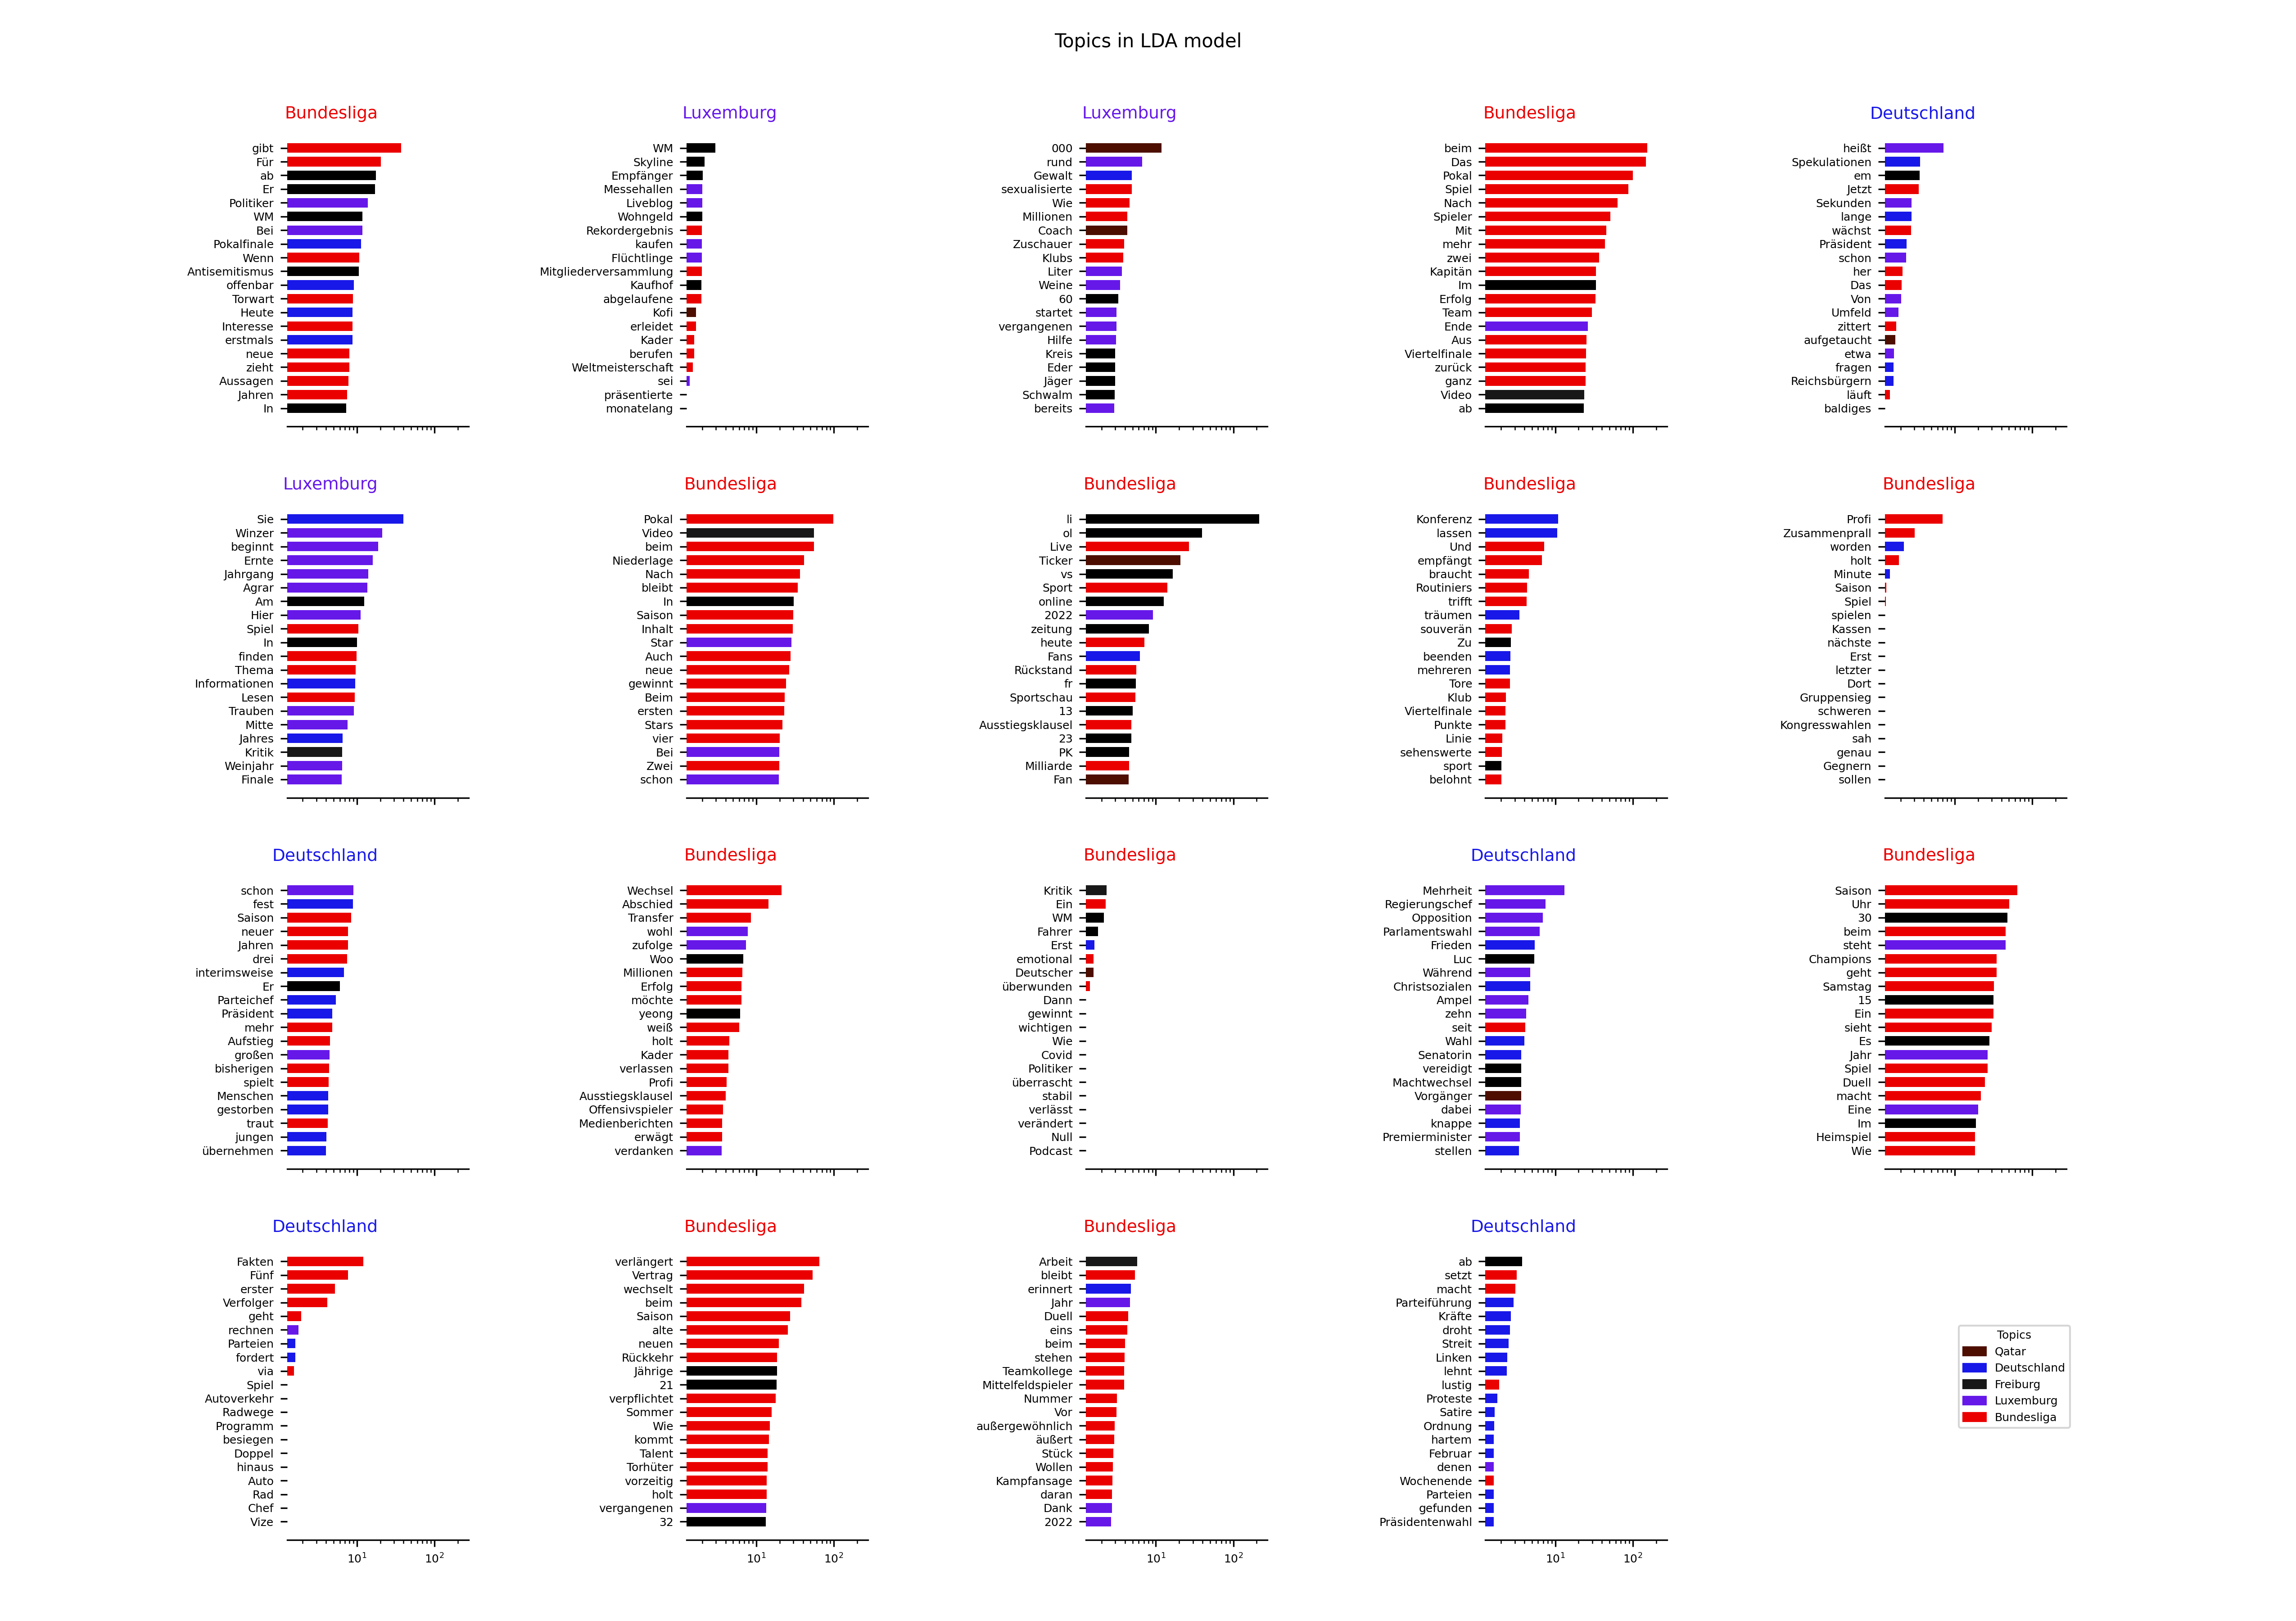 Topics in LDA model
Bundesliga
gibt
Für
ab
Er
Politiker
WM
Bei
Pokalfinale
Wenn
Antisemitismus
offenbar
Torwart
Heute
Interesse
erstmals
neue
zieht
Aussagen
Jahren
In
Luxemburg
WM
Skyline
Empfänger
Messehallen
Liveblog
Wohngeld
Rekordergebnis
kaufen
Flüchtlinge
Mitgliederversammlung
Kaufhof
abgelaufene
Kofi
erleidet
Kader
berufen
Weltmeisterschaft
sei
präsentierte
monatelang
Luxemburg
000
rund
Gewalt
sexualisierte
Wie
Millionen
Coach
Zuschauer
Klubs
Liter
Weine
60
startet
vergangenen
Hilfe
Kreis
Eder
Jäger
Schwalm
bereits
Bundesliga
beim
Das
Pokal
Spiel
Nach
Spieler
Mit
mehr
zwei
Kapitän
Im
Erfolg
Team
Ende
Aus
Viertelfinale
zurück
ganz
Video
ab
Deutschland
heißt
Spekulationen
em
Jetzt
Sekunden
lange
wächst
Präsident
schon
her
Das
Von
Umfeld
zittert
aufgetaucht
etwa
fragen
Reichsbürgern
läuft
baldiges
Luxemburg
Sie
Winzer
beginnt
Ernte
Jahrgang
Agrar
Am
Hier
Spiel
In
finden
Thema
Informationen
Lesen
Trauben
Mitte
Jahres
Kritik
Weinjahr
Finale
Bundesliga
Pokal
Video
beim
Niederlage
Nach
bleibt
In
Saison
Inhalt
Star
Auch
neue
gewinnt
Beim
ersten
Stars
vier
Bei
Zwei
schon
Bundesliga
li
ol
Live
Ticker
vs
Sport
online
2022
zeitung
heute
Fans
Rückstand
fr
Sportschau
13
Ausstiegsklausel
23
PK
Milliarde
Fan
Bundesliga
Konferenz
lassen
Und
empfängt
braucht
Routiniers
trifft
träumen
souverän
Zu
beenden
mehreren
Tore
Klub
Viertelfinale
Punkte
Linie
sehenswerte
sport
belohnt
Bundesliga
Profi
Zusammenprall
worden
holt
Minute
Saison
Spiel
spielen
Kassen
nächste
Erst
letzter
Dort
Gruppensieg
schweren
Kongresswahlen
sah
genau
Gegnern
sollen
Deutschland
schon
fest
Saison
neuer
Jahren
drei
interimsweise
Er
Parteichef
Präsident
mehr
Aufstieg
großen
bisherigen
spielt
Menschen
gestorben
traut
jungen
übernehmen
Bundesliga
Wechsel
Abschied
Transfer
wohl
zufolge
Woo
Millionen
Erfolg
möchte
yeong
weiß
holt
Kader
verlassen
Profi
Ausstiegsklausel
Offensivspieler
Medienberichten
erwägt
verdanken
Bundesliga
Kritik
Ein
WM
Fahrer
Erst
emotional
Deutscher
überwunden
Dann
gewinnt
wichtigen
Wie
Covid
Politiker
überrascht
stabil
verlässt
verändert
Null
Podcast
Deutschland
Mehrheit
Regierungschef
Opposition
Parlamentswahl
Frieden
Luc
Während
Christsozialen
Ampel
zehn
seit
Wahl
Senatorin
vereidigt
Machtwechsel
Vorgänger
dabei
knappe
Premierminister
stellen
Bundesliga
Saison
Uhr
30
beim
steht
Champions
geht
Samstag
15
Ein
sieht
Es
Jahr
Spiel
Duell
macht
Eine
Im
Heimspiel
Wie
Deutschland
Fakten
Fünf
erster
Verfolger
geht
rechnen
Parteien
fordert
via
Spiel
Autoverkehr
Radwege
Programm
besiegen
Doppel
hinaus
Auto
Rad
Chef
Vize
10¹ 10²
Bundesliga
verlängert
Vertrag
wechselt
beim
Saison
alte
neuen
Rückkehr
Jährige
21
verpflichtet
Sommer
Wie
kommt
Talent
Torhüter
vorzeitig
holt
vergangenen
32
10¹ 10²
Bundesliga
Arbeit
bleibt
erinnert
Jahr
Duell
eins
beim
stehen
Teamkollege
Mittelfeldspieler
Nummer
Vor
außergewöhnlich
äußert
Stück
Wollen
Kampfansage
daran
Dank
2022
10¹ 10²
Deutschland
ab
setzt
macht
Parteiführung
Kräfte
droht
Streit
Linken
lehnt
lustig
Proteste
Satire
Ordnung
hartem
Februar
denen
Wochenende
Parteien
gefunden
Präsidentenwahl
10¹ 10²
Topics
Qatar
Deutschland
Freiburg
Luxemburg
Bundesliga